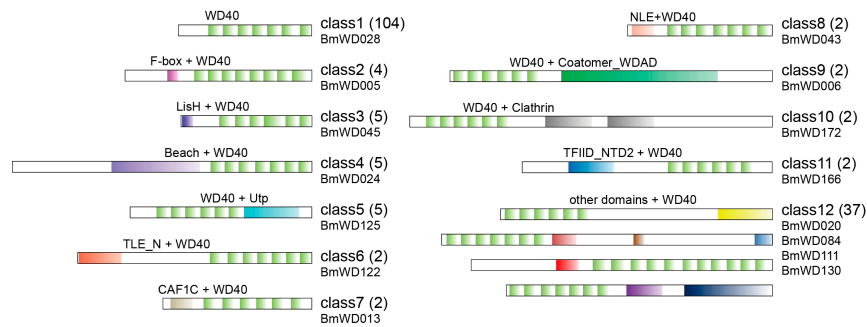 WD40
class1 (104)
BmWD028
F-box + WD40
class2 (4)
BmWD005
LisH + WD40
class3 (5)
BmWD045
Beach + WD40
class4 (5)
BmWD024
WD40 + Utp
class5 (5)
BmWD125
TLE_N + WD40
class6 (2)
BmWD122
CAF1C + WD40
class7 (2)
BmWD013
NLE+WD40
class8 (2)
BmWD043
WD40 + Coatomer_WDAD
class9 (2)
BmWD006
WD40 + Clathrin
class10 (2)
BmWD172
TFIID_NTD2 + WD40
class11 (2)
BmWD166
other domains + WD40
class12 (37)
BmWD020
BmWD084
BmWD111
BmWD130